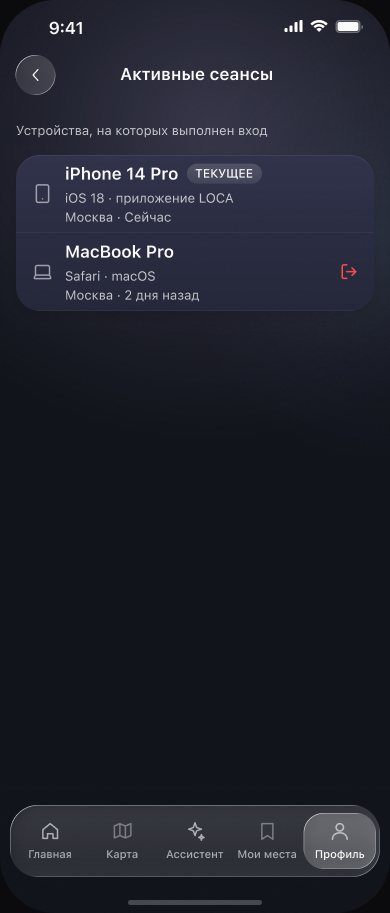 9:41
Активные сеансы
Устройства, на которых выполнен вход
iPhone 14 Pro ТЕКУЩЕЕ
iOS 18 · приложение LOCA
Москва · Сейчас
MacBook Pro
Safari · macOS
Москва · 2 дня назад
Главная Карта Ассистент Мои места Профиль